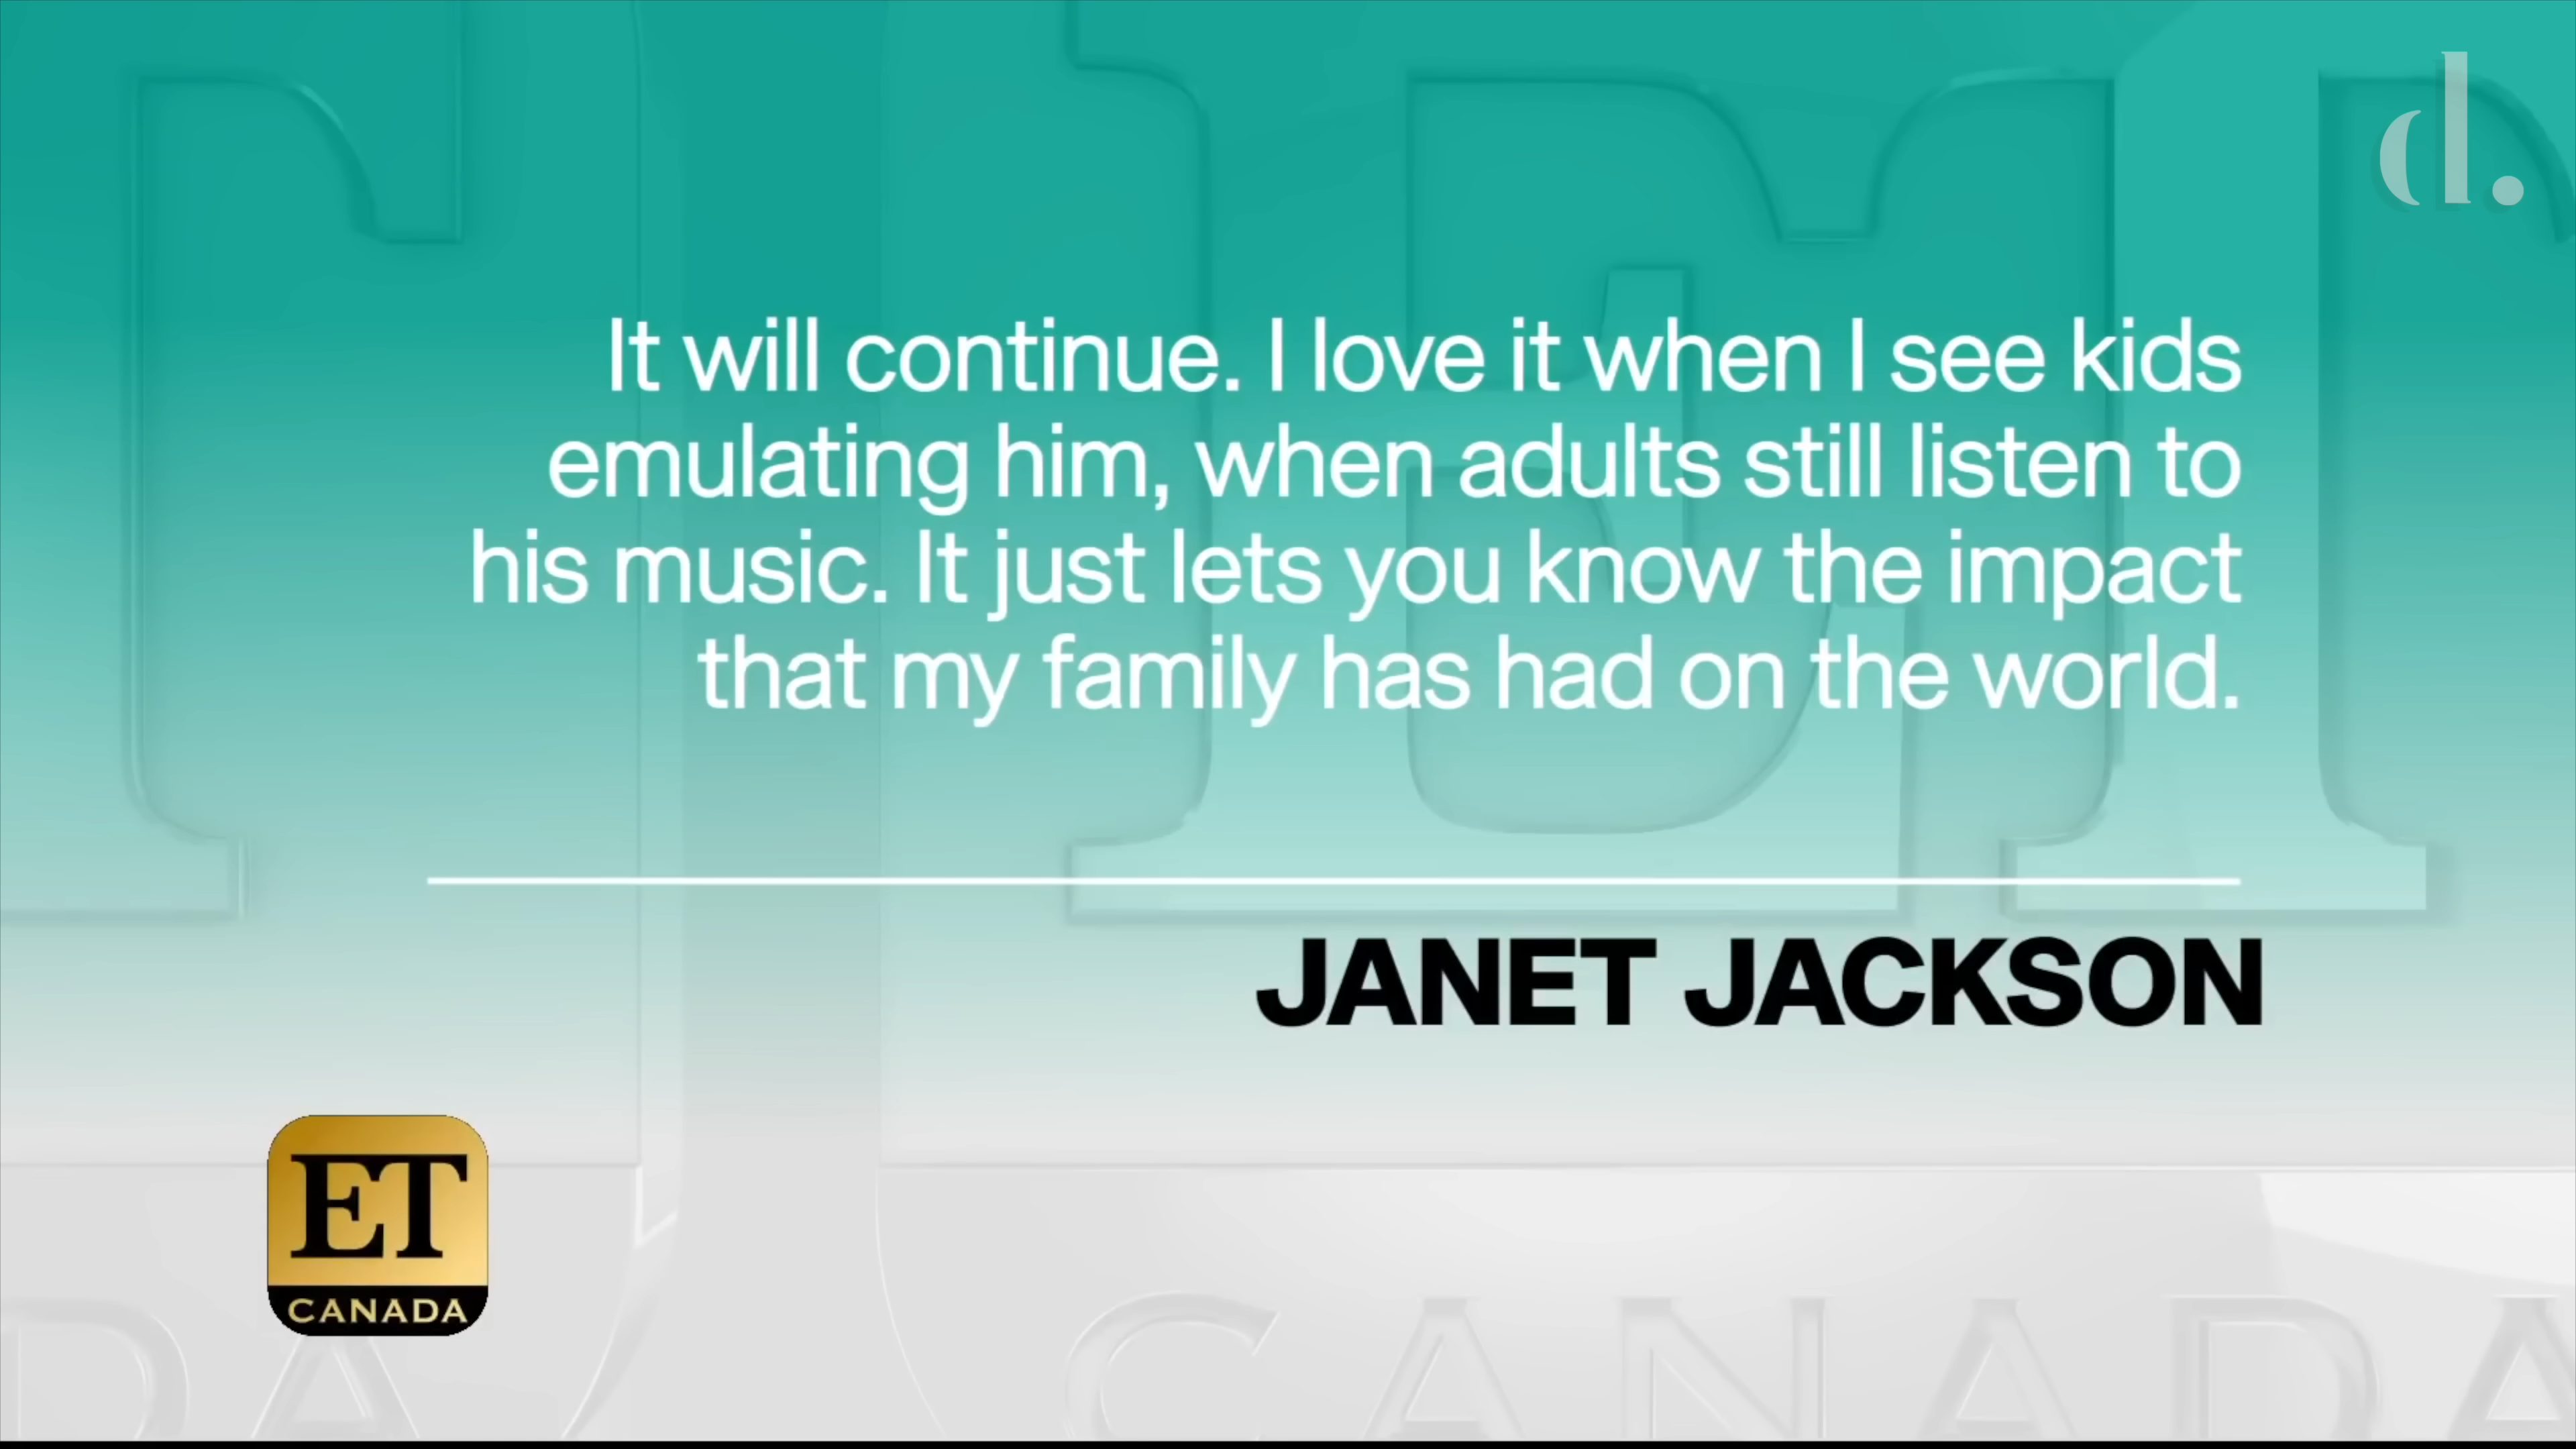 d.
It will continue. I love it when I see kids
emulating him, when adults still listen to
his music. It just lets you know the impact
that my family has had on the world.
JANET JACKSON
ET
CANADA